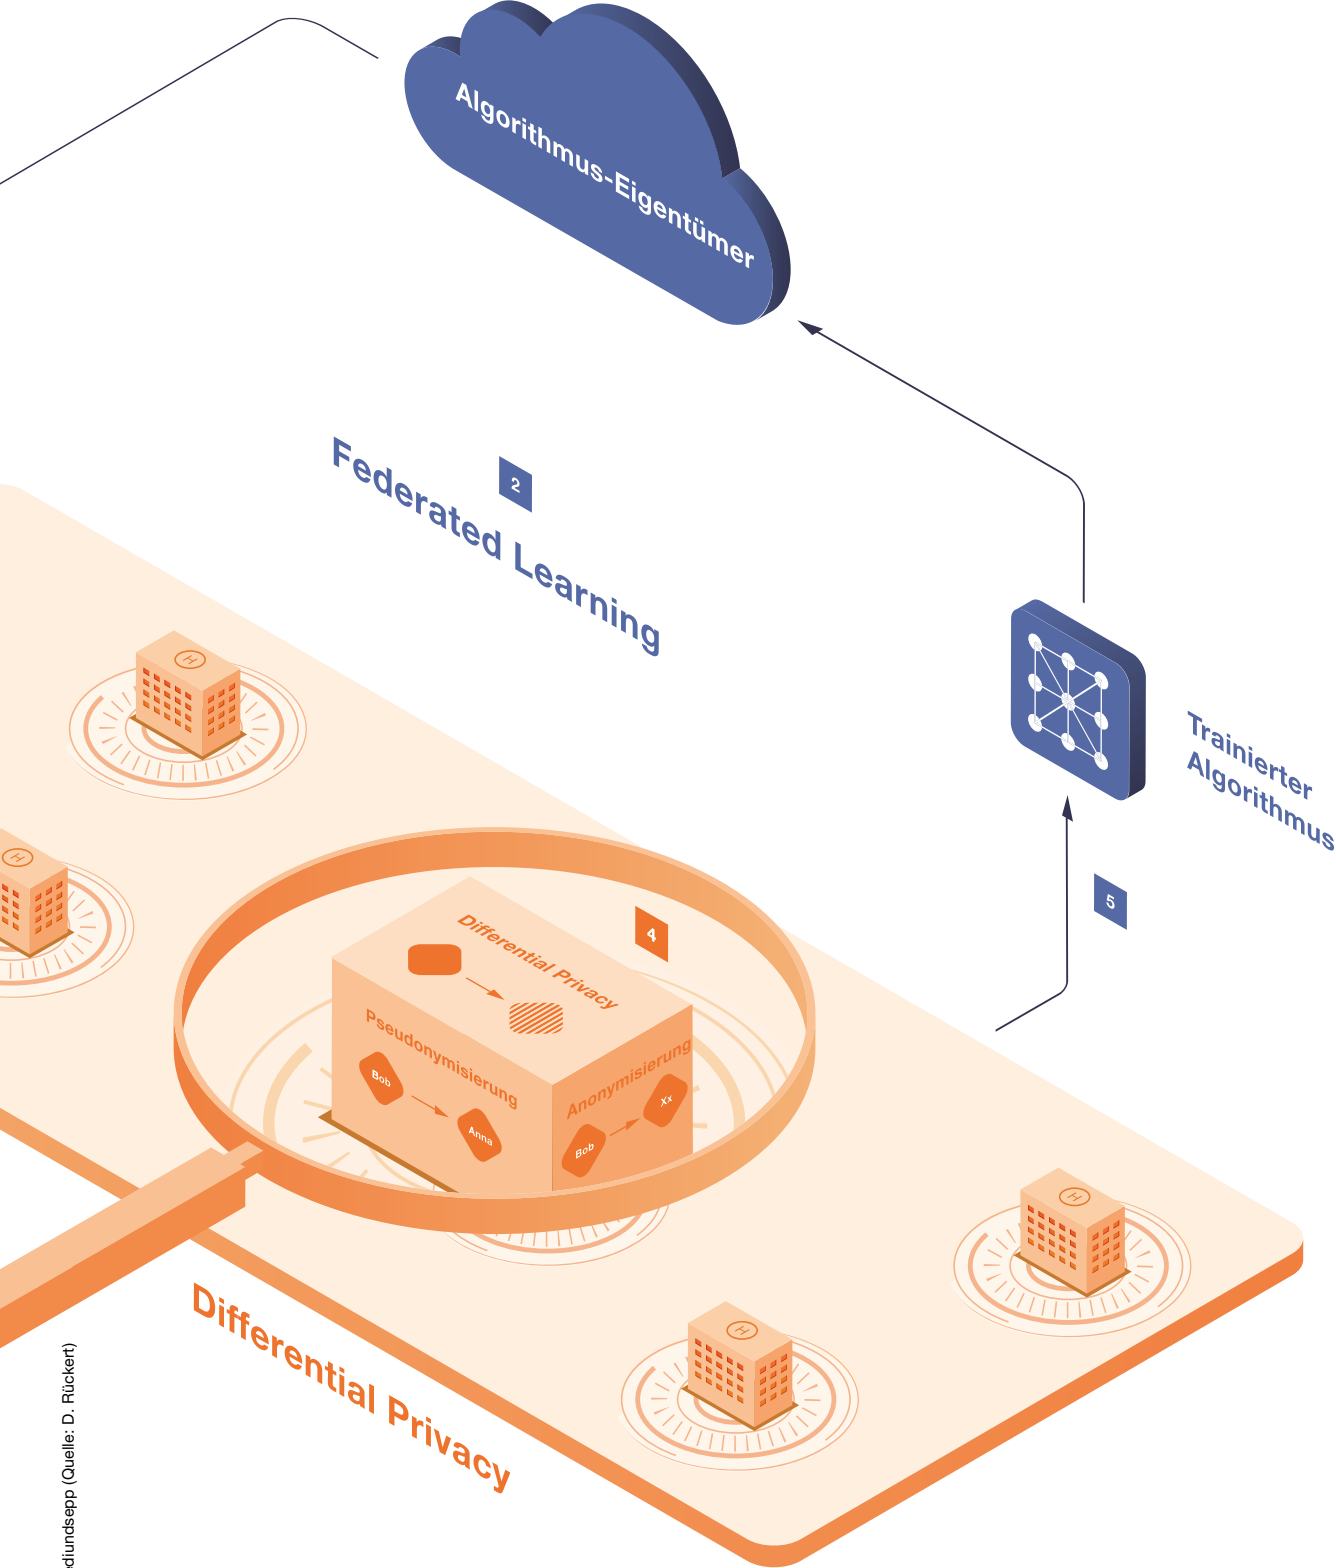 Algorithmus-Eigentümer
2
Federated Learning
Trainierter
Algorithmus
5
4
Differential Privacy
Pseudonymisierung
Bob
Anna
Anonymisierung
Bob
Xx
H
H
H
H
Differential Privacy
diundsepp (Quelle: D. Rückert)